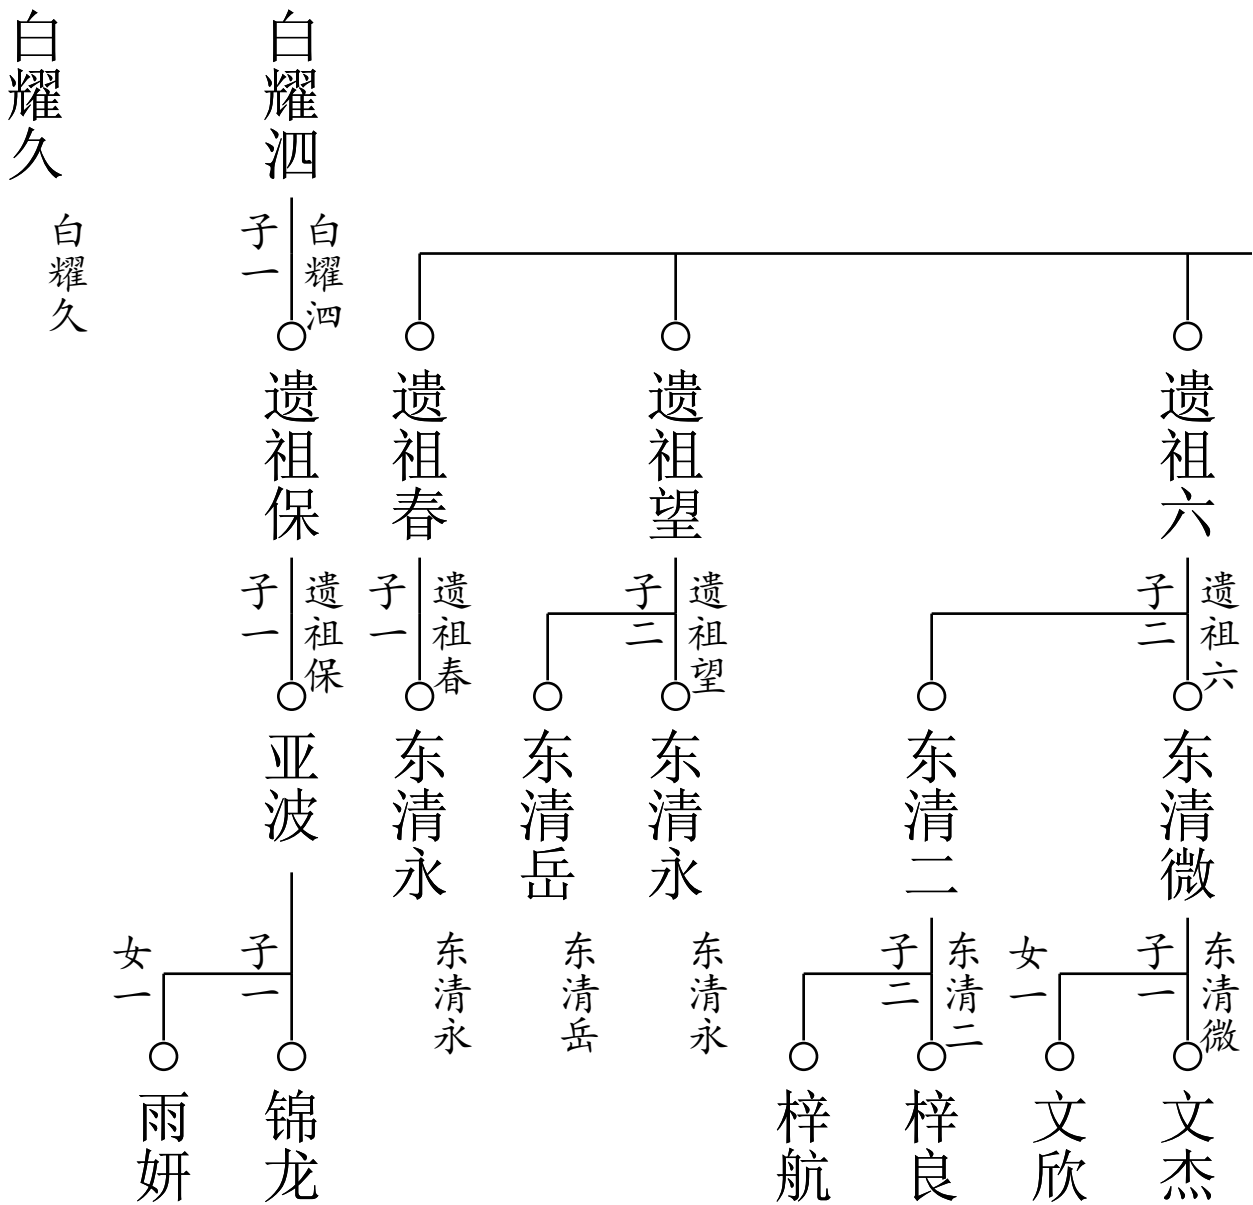 白耀泗
白耀久
白耀泗
子一
白耀久
遗祖六
遗祖望
遗祖春
遗祖保
遗祖六
子二
遗祖望
子二
遗祖春
子一
遗祖保
子一
东清微
东清二
东清永
东清岳
东清永
亚波
东清微
子一
女一
东清二
子二
东清永
东清岳
东清永
子一
女一
文杰
文欣
梓良
梓航
锦龙
雨妍